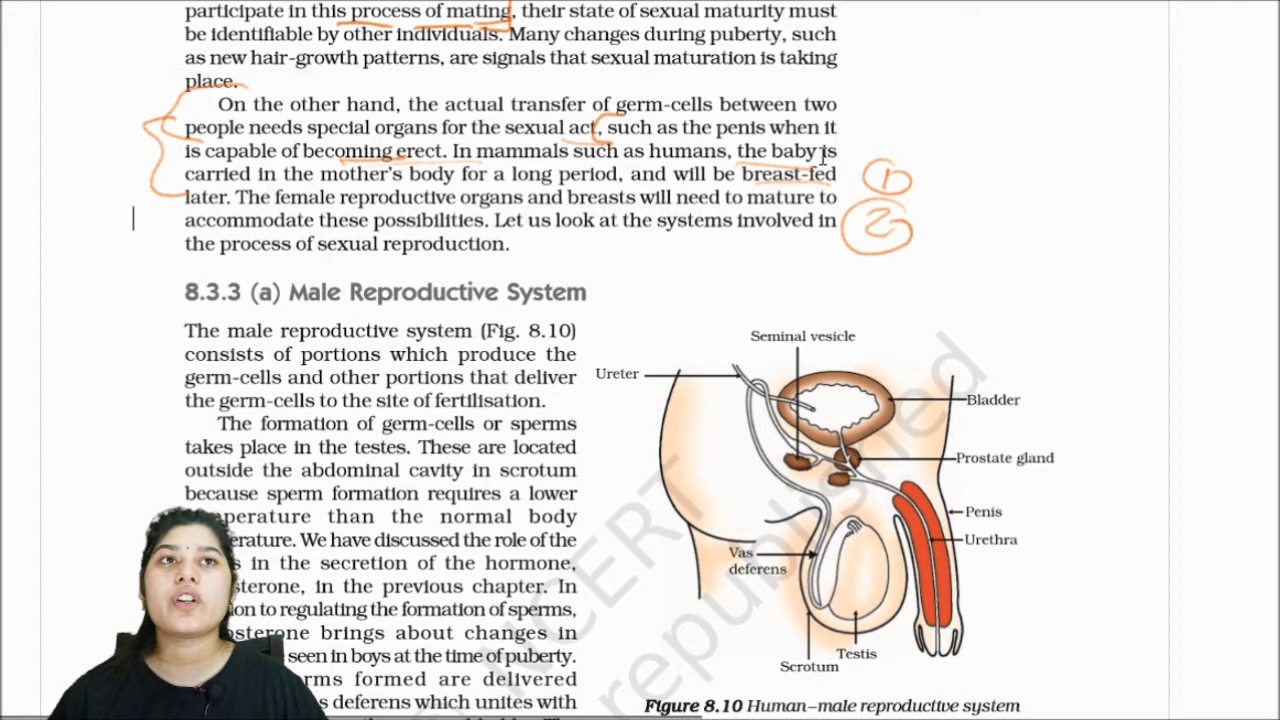 participate in this process of mating, their state of sexual maturity must
be identifiable by other individuals. Many changes during puberty, such
as new hair-growth patterns, are signals that sexual maturation is taking
place.
On the other hand, the actual transfer of germ-cells between two
people needs special organs for the sexual act, such as the penis when it
is capable of becoming erect. In mammals such as humans, the baby is
carried in the mother's body for a long period, and will be breast-fed
later. The female reproductive organs and breasts will need to mature to
accommodate these possibilities. Let us look at the systems involved in
the process of sexual reproduction.
1
2
8.3.3 (a) Male Reproductive System
The male reproductive system (Fig. 8.10)
consists of portions which produce the
germ-cells and other portions that deliver
the germ-cells to the site of fertilisation.
The formation of germ-cells or sperms
takes place in the testes. These are located
outside the abdominal cavity in scrotum
because sperm formation requires a lower
than the normal body
We have discussed the role of the
in the secretion of the hormone,
in the previous chapter. In
to regulating the formation of sperms,
brings about changes in
seen in boys at the time of puberty.
formed are delivered
deferens which unites with
Seminal vesicle
Ureter
Bladder
Prostate gland
Penis
Urethra
Vas
deferens
Testis
Scrotum
NCERT
republished
Figure 8.10 Human–male reproductive system